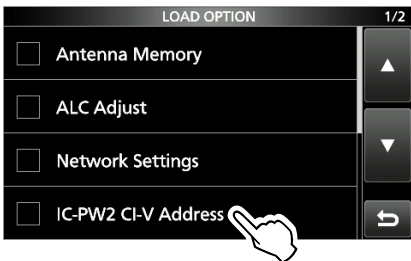 LOAD OPTION 1/2
Antenna Memory
ALC Adjust
Network Settings
IC-PW2 CI-V Address